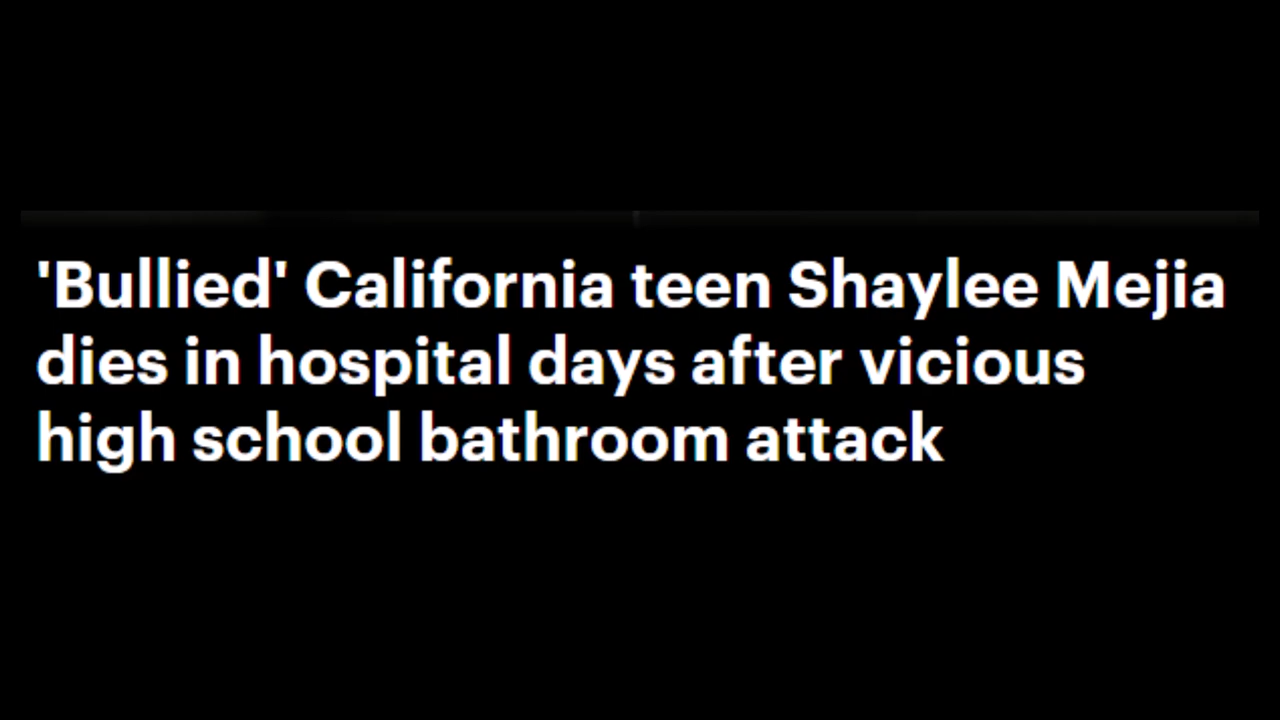 'Bullied' California teen Shaylee Mejia
dies in hospital days after vicious
high school bathroom attack